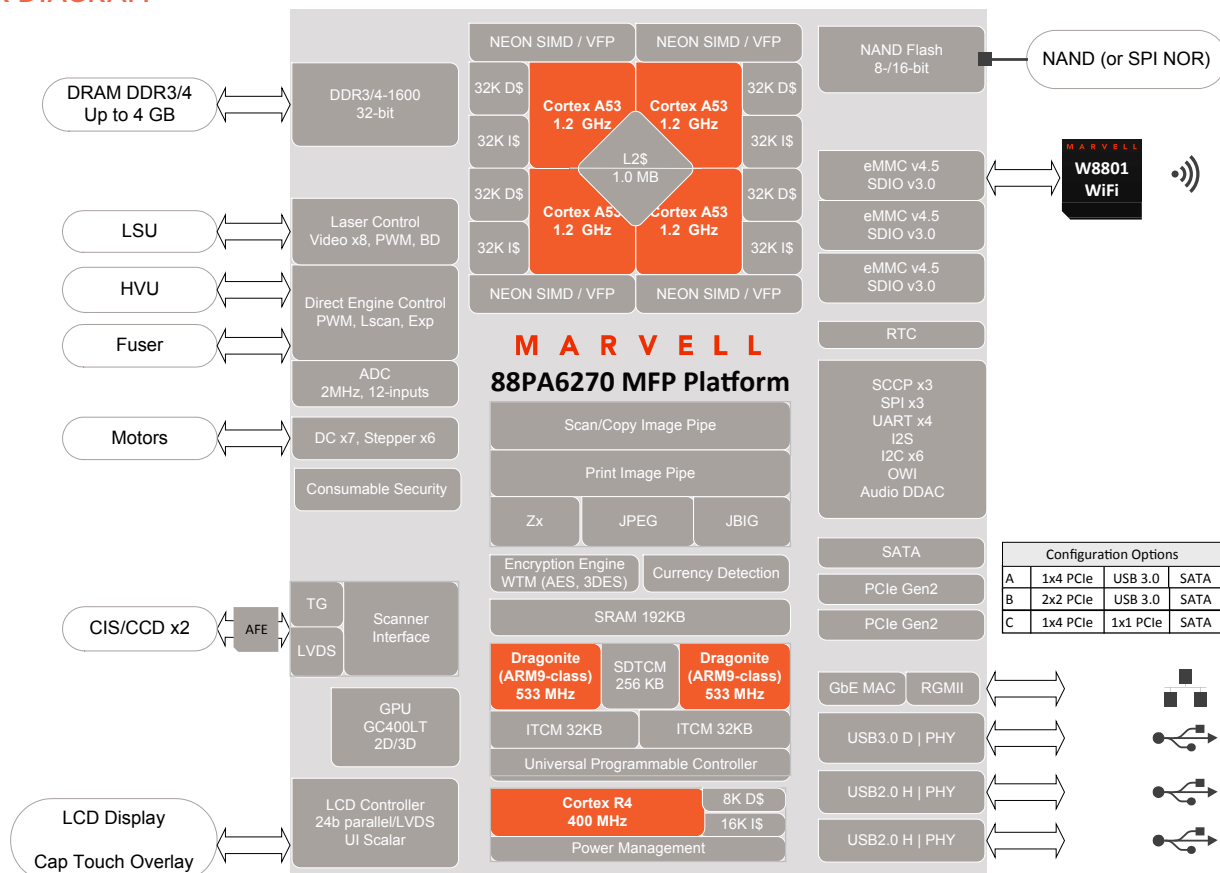 DRAM DDR3/4
Up to 4 GB
LSU
HVU
Fuser
Motors
CIS/CCD x2
AFE
LCD Display
Cap Touch Overlay
DDR3/4-1600
32-bit
Laser Control
Video x8, PWM, BD
Direct Engine Control
PWM, Lscan, Exp
ADC
2MHz, 12-inputs
DC x7, Stepper x6
Consumable Security
TG
LVDS
Scanner
Interface
GPU
GC400LT
2D/3D
LCD Controller
24b parallel/LVDS
UI Scalar
NEON SIMD / VFP
NEON SIMD / VFP
32K D$
32K I$
Cortex A53
1.2 GHz
Cortex A53
1.2 GHz
32K D$
32K I$
L2$
1.0 MB
32K D$
32K I$
Cortex A53
1.2 GHz
Cortex A53
1.2 GHz
32K D$
32K I$
NEON SIMD / VFP
NEON SIMD / VFP
MARVELL
88PA6270 MFP Platform
Scan/Copy Image Pipe
Print Image Pipe
Zx
JPEG
JBIG
Encryption Engine
WTM (AES, 3DES)
Currency Detection
SRAM 192KB
Dragonite
(ARM9-class)
533 MHz
SDTCM
256 KB
Dragonite
(ARM9-class)
533 MHz
ITCM 32KB
ITCM 32KB
Universal Programmable Controller
Cortex R4
400 MHz
8K D$
16K I$
Power Management
NAND Flash
8-/16-bit
eMMC v4.5
SDIO v3.0
eMMC v4.5
SDIO v3.0
eMMC v4.5
SDIO v3.0
RTC
SCCP x3
SPI x3
UART x4
I2S
I2C x6
OWI
Audio DDAC
SATA
PCIe Gen2
PCIe Gen2
GbE MAC
RGMII
USB3.0 D | PHY
USB2.0 H | PHY
USB2.0 H | PHY
NAND (or SPI NOR)
MARVELL
W8801
WiFi
Configuration Options
A 1x4 PCIe USB 3.0 SATA
B 2x2 PCIe USB 3.0 SATA
C 1x4 PCIe 1x1 PCIe SATA